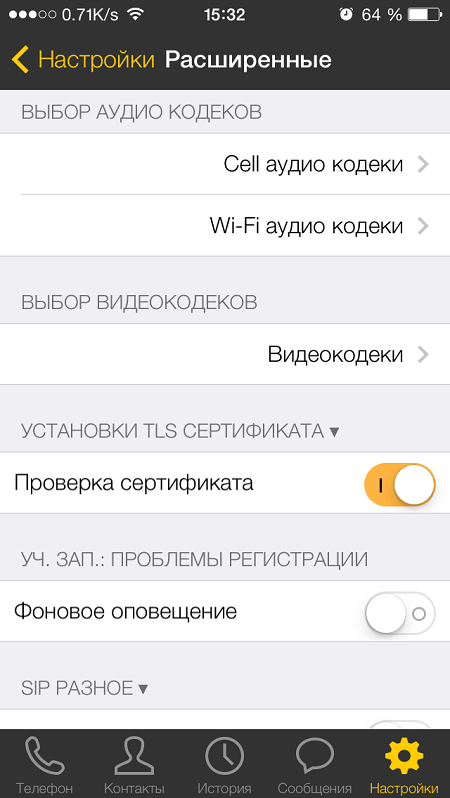 0.71K/s 15:32 64 %
Настройки Расширенные
ВЫБОР АУДИО КОДЕКОВ
Cell аудио кодеки
Wi-Fi аудио кодеки
ВЫБОР ВИДЕОКОДЕКОВ
Видеокодеки
УСТАНОВКИ TLS СЕРТИФИКАТА ▾
Проверка сертификата
УЧ. ЗАП.: ПРОБЛЕМЫ РЕГИСТРАЦИИ
Фоновое оповещение
SIP РАЗНОЕ ▾
Телефон Контакты История Сообщения Настройки